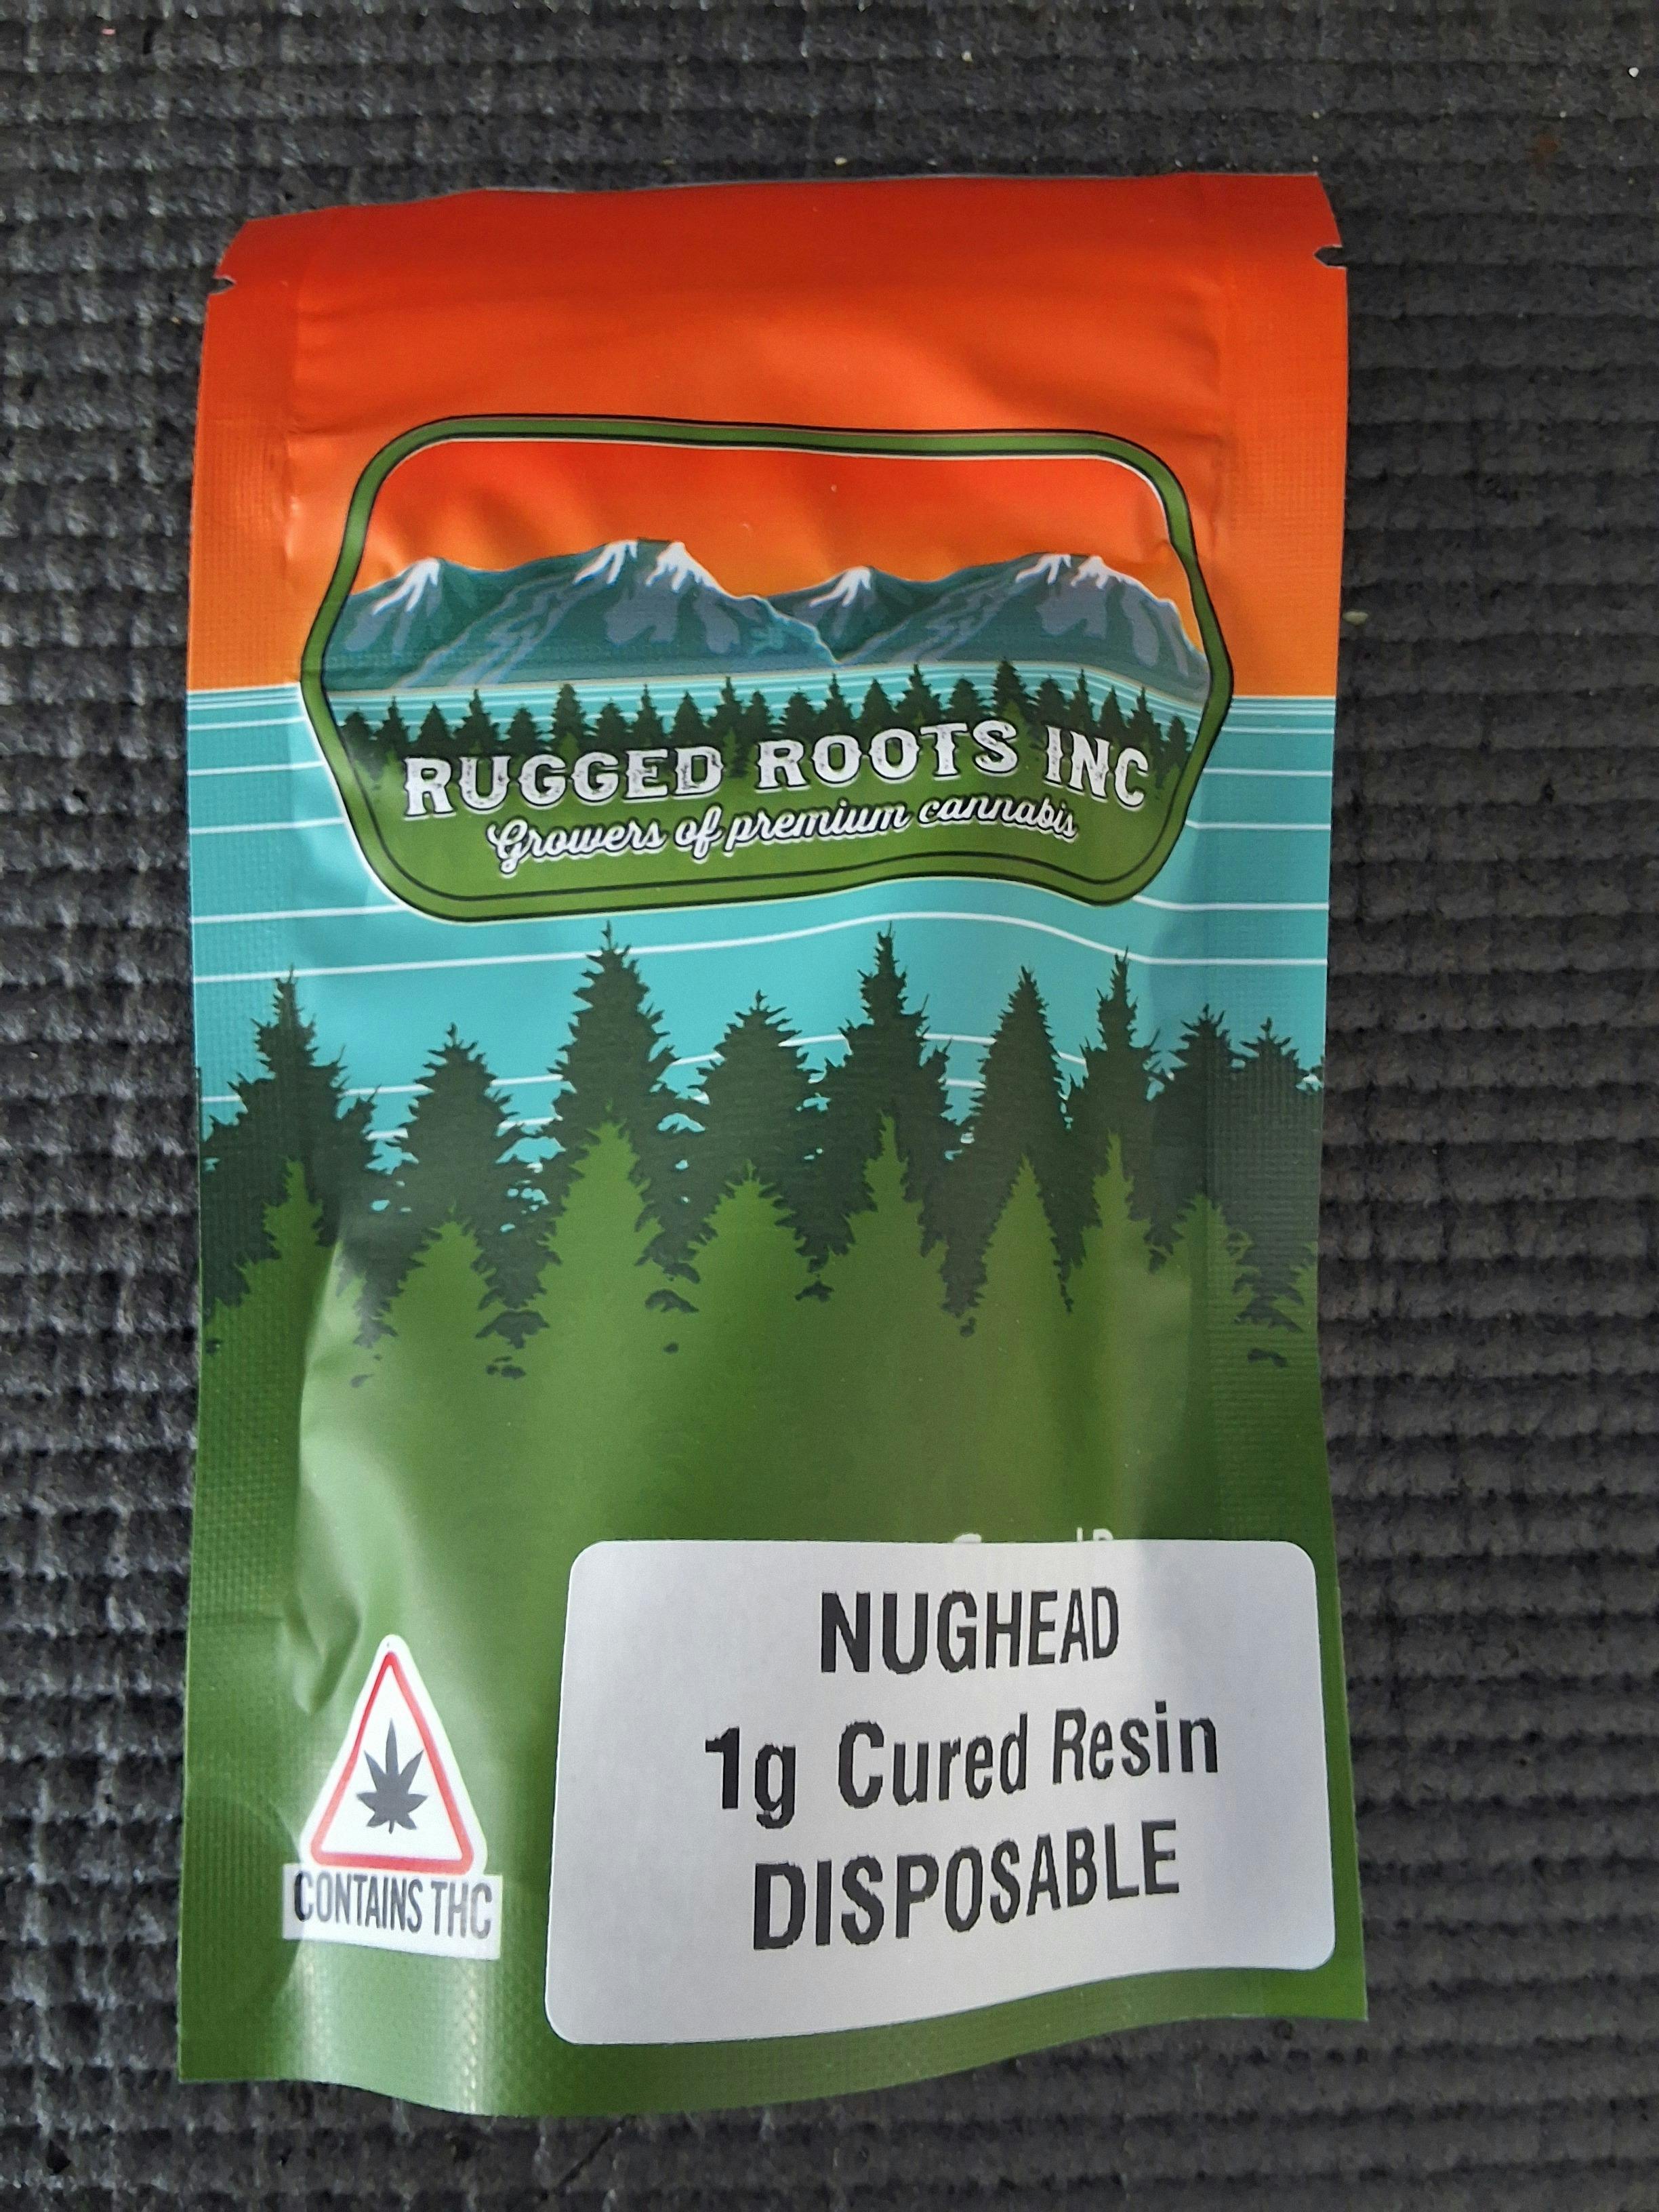 RUGGED ROOTS INC
Growers of premium cannabis
NUGHEAD
1g Cured Resin
DISPOSABLE
CONTAINS THC